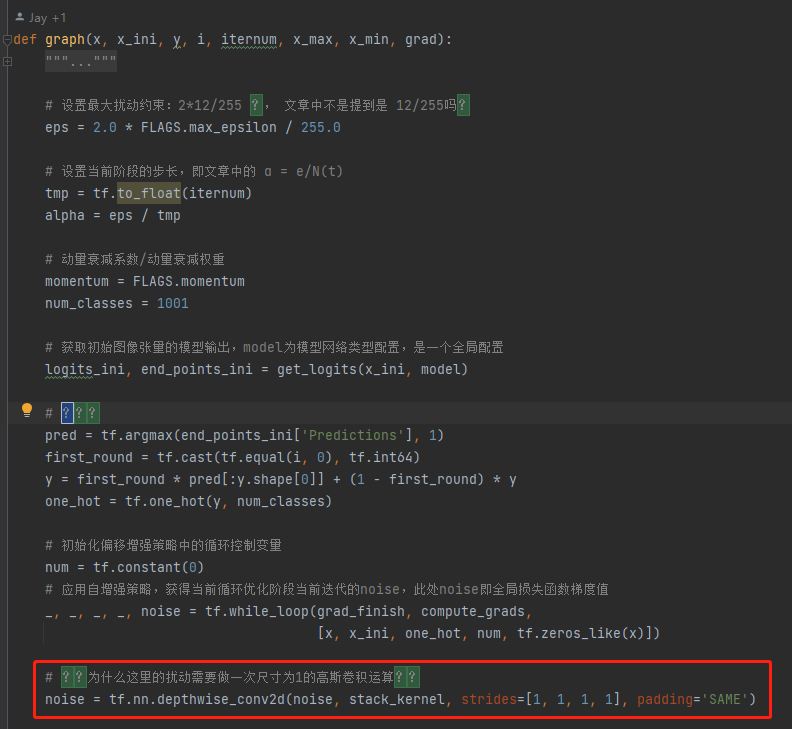 Jay +1
def graph(x, x_ini, y, i, iternum, x_max, x_min, grad):
"""..."""
# 设置最大扰动约束：2*12/255 ？， 文章中不是提到是 12/255吗？
eps = 2.0 * FLAGS.max_epsilon / 255.0
# 设置当前阶段的步长，即文章中的 α = e/N(t)
tmp = tf.to_float(iternum)
alpha = eps / tmp
# 动量衰减系数/动量衰减权重
momentum = FLAGS.momentum
num_classes = 1001
# 获取初始图像张量的模型输出，model为模型网络类型配置，是一个全局配置
logits_ini, end_points_ini = get_logits(x_ini, model)
# ？？？
pred = tf.argmax(end_points_ini['Predictions'], 1)
first_round = tf.cast(tf.equal(i, 0), tf.int64)
y = first_round * pred[:y.shape[0]] + (1 - first_round) * y
one_hot = tf.one_hot(y, num_classes)
# 初始化偏移增强策略中的循环控制变量
num = tf.constant(0)
# 应用自增强策略，获得当前循环优化阶段当前迭代的noise，此处noise即全局损失函数梯度值
_, _, _, _, noise = tf.while_loop(grad_finish, compute_grads,
[x, x_ini, one_hot, num, tf.zeros_like(x)])
# ？？为什么这里的扰动需要做一次尺寸为1的高斯卷积运算？？
noise = tf.nn.depthwise_conv2d(noise, stack_kernel, strides=[1, 1, 1, 1], padding='SAME')